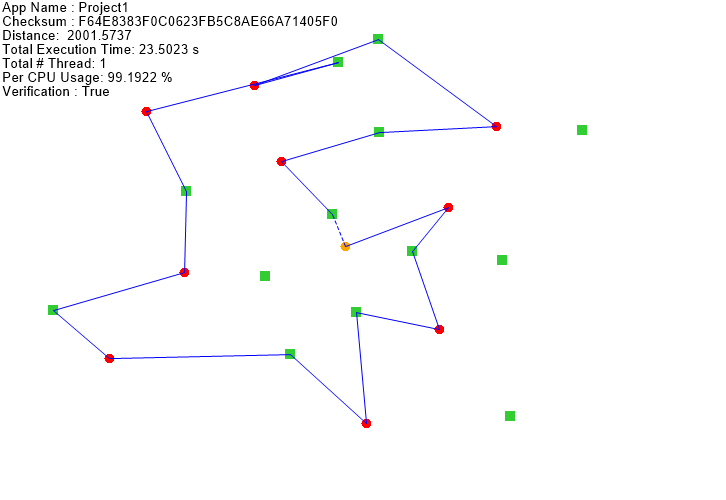 App Name : Project1
Checksum : F64E8383F0C0623FB5C8AE66A71405F0
Distance:  2001.5737
Total Execution Time: 23.5023 s
Total # Thread: 1
Per CPU Usage: 99.1922 %
Verification : True